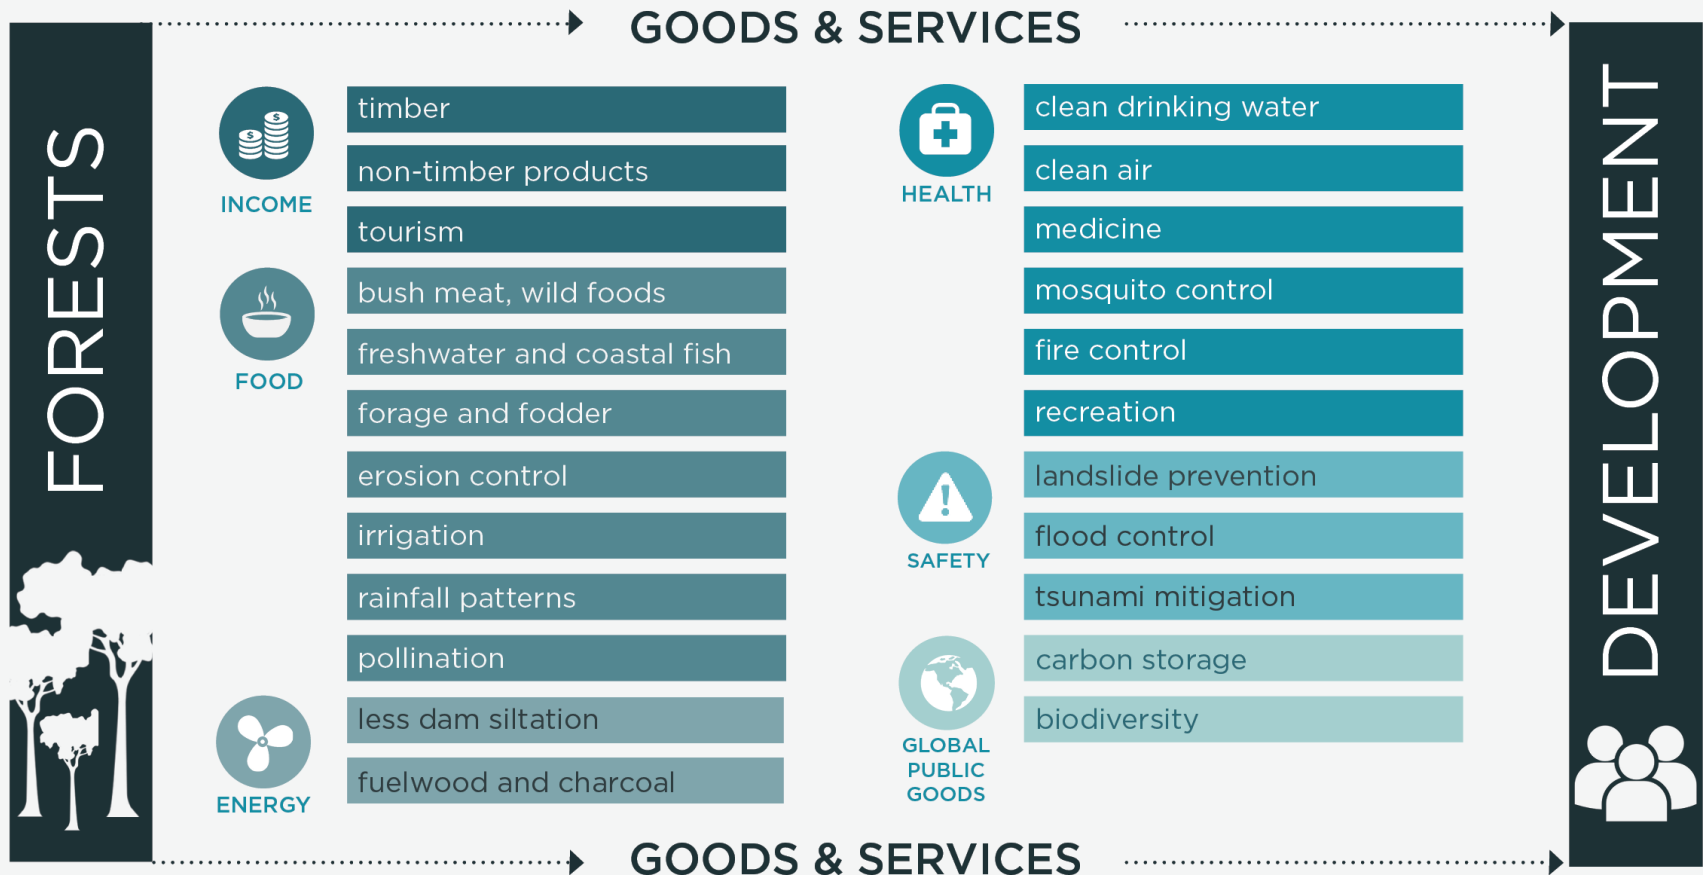 GOODS & SERVICES
FORESTS
INCOME
timber
non-timber products
tourism
FOOD
bush meat, wild foods
freshwater and coastal fish
forage and fodder
erosion control
irrigation
rainfall patterns
pollination
ENERGY
less dam siltation
fuelwood and charcoal
HEALTH
clean drinking water
clean air
medicine
mosquito control
fire control
recreation
SAFETY
landslide prevention
flood control
tsunami mitigation
GLOBAL
PUBLIC
GOODS
carbon storage
biodiversity
DEVELOPMENT
GOODS & SERVICES